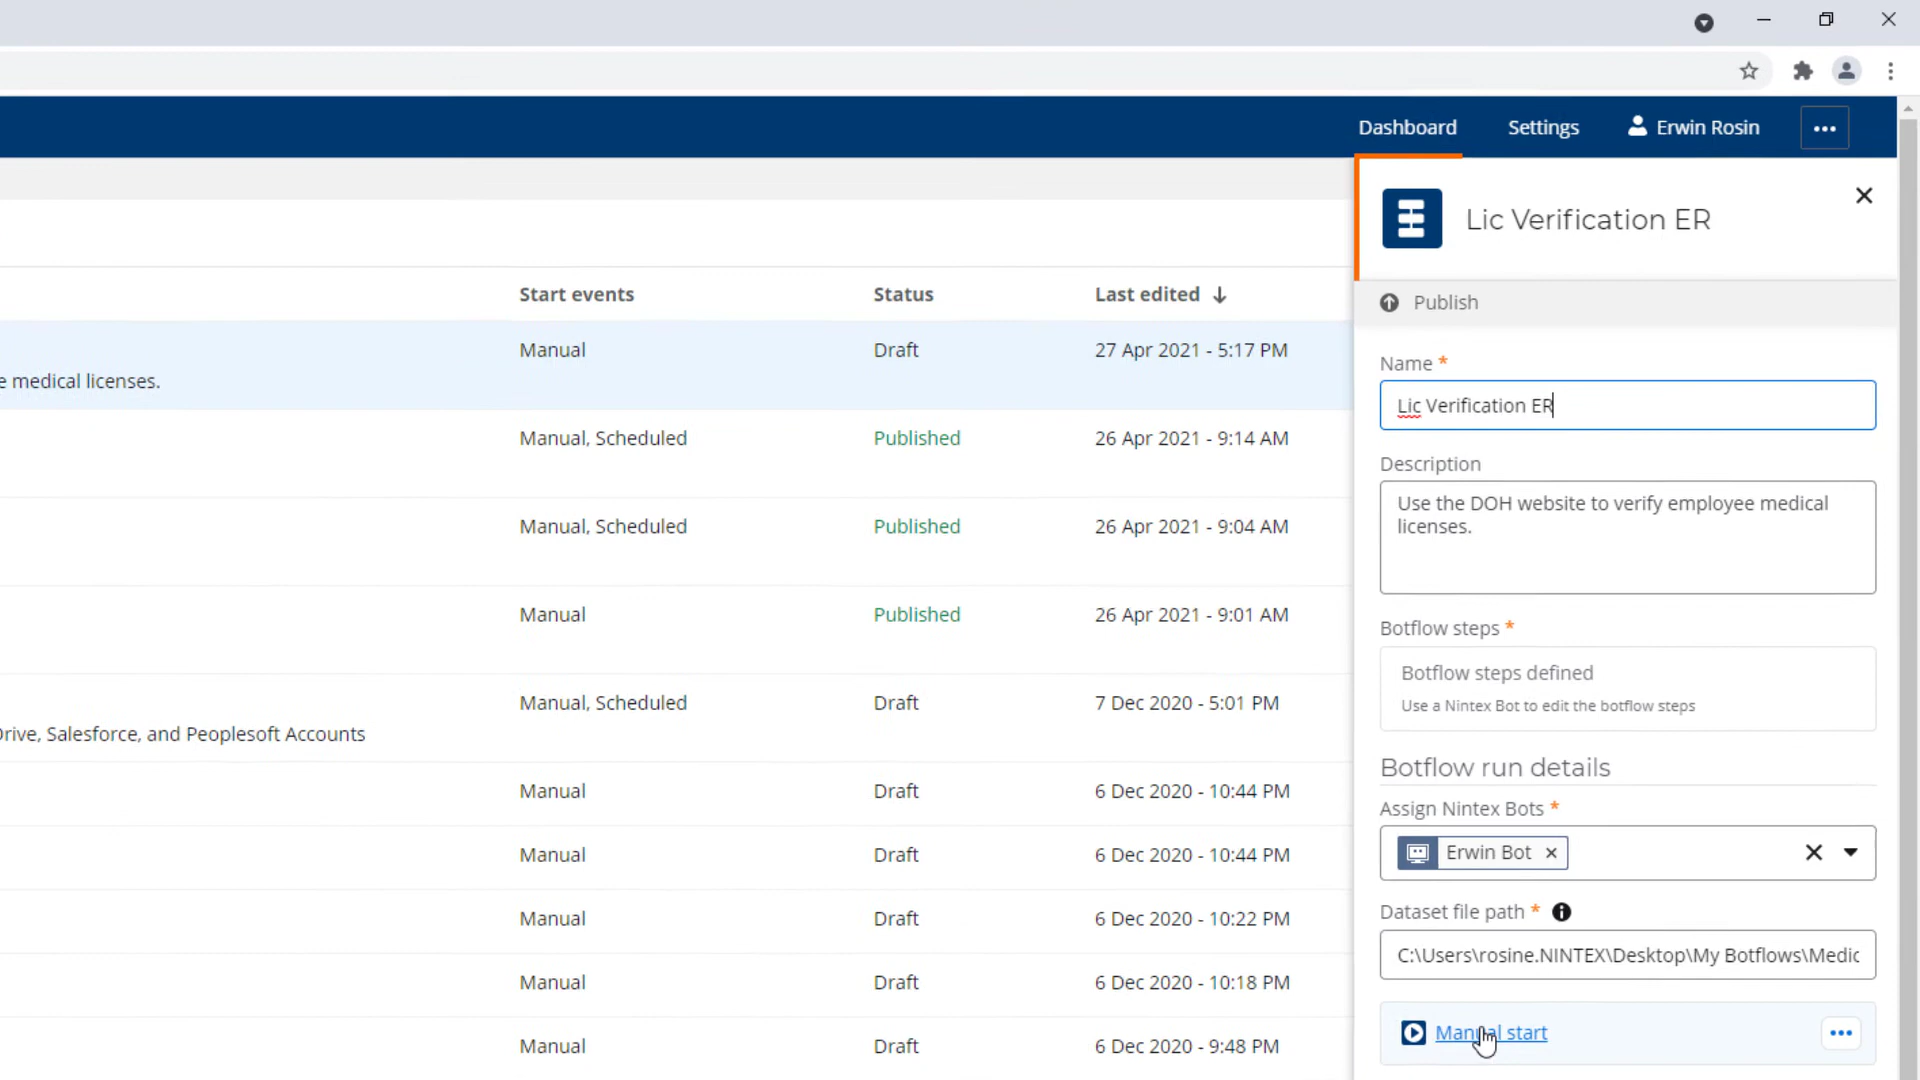 Dashboard Settings Erwin Rosin
Lic Verification ER
Start events Status Last edited
Publish
Manual Draft 27 Apr 2021 - 5:17 PM
e medical licenses.
Manual, Scheduled Published 26 Apr 2021 - 9:14 AM
Manual, Scheduled Published 26 Apr 2021 - 9:04 AM
Manual Published 26 Apr 2021 - 9:01 AM
Manual, Scheduled Draft 7 Dec 2020 - 5:01 PM
Drive, Salesforce, and Peoplesoft Accounts
Manual Draft 6 Dec 2020 - 10:44 PM
Manual Draft 6 Dec 2020 - 10:44 PM
Manual Draft 6 Dec 2020 - 10:22 PM
Manual Draft 6 Dec 2020 - 10:18 PM
Manual Draft 6 Dec 2020 - 9:48 PM
Name *
Lic Verification ER
Description
Use the DOH website to verify employee medical
licenses.
Botflow steps *
Botflow steps defined
Use a Nintex Bot to edit the botflow steps
Botflow run details
Assign Nintex Bots *
Erwin Bot
Dataset file path *
C:\Users\rosine.NINTEX\Desktop\My Botflows\Medic
Manual start